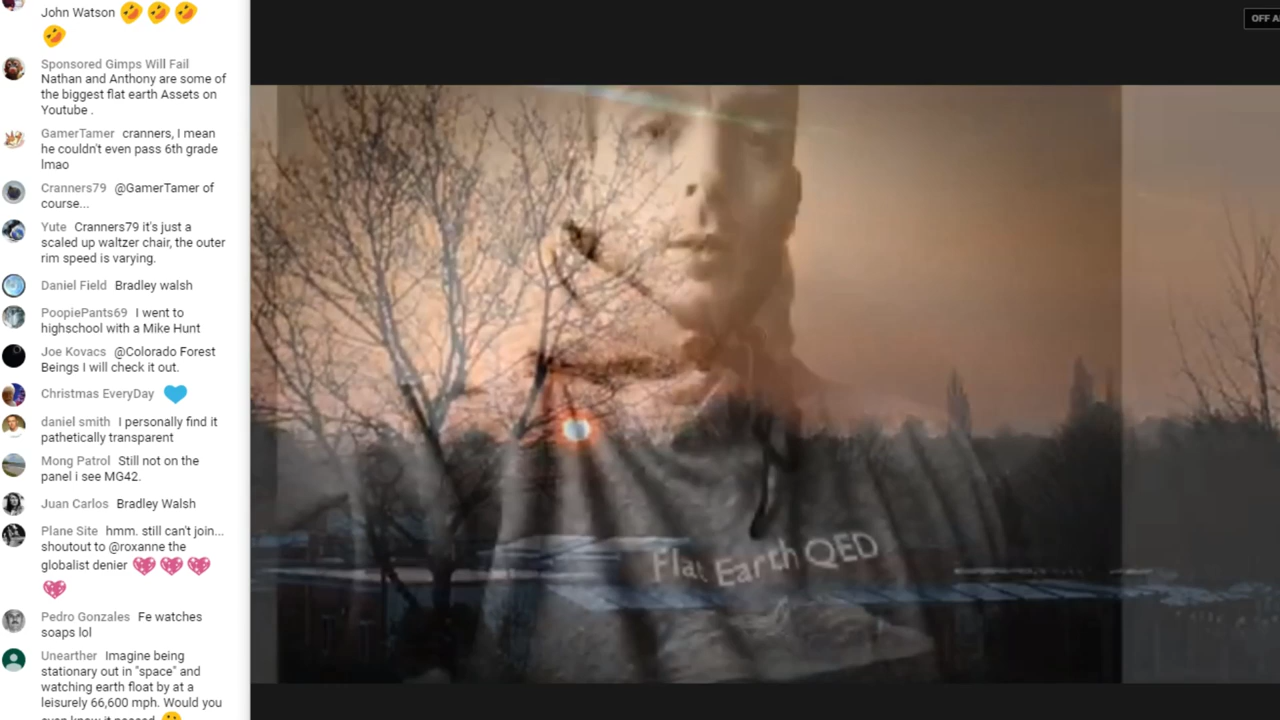 John Watson
Sponsored Gimps Will Fail
Nathan and Anthony are some of
the biggest flat earth Assets on
Youtube .
GamerTamer cranners, I mean
he couldn't even pass 6th grade
lmao
Cranners79 @GamerTamer of
course...
Yute Cranners79 it's just a
scaled up waltzer chair, the outer
rim speed is varying.
Daniel Field Bradley walsh
PoopiePants69 I went to
highschool with a Mike Hunt
Joe Kovacs @Colorado Forest
Beings I will check it out.
Christmas EveryDay
daniel smith I personally find it
pathetically transparent
Mong Patrol Still not on the
panel i see MG42.
Juan Carlos Bradley Walsh
Plane Site hmm. still can't join...
shoutout to @roxanne the
globalist denier
Pedro Gonzales Fe watches
soaps lol
Unearther Imagine being
stationary out in "space" and
watching earth float by at a
leisurely 66,600 mph. Would you
even know it passed
OFF A
Flat Earth QED